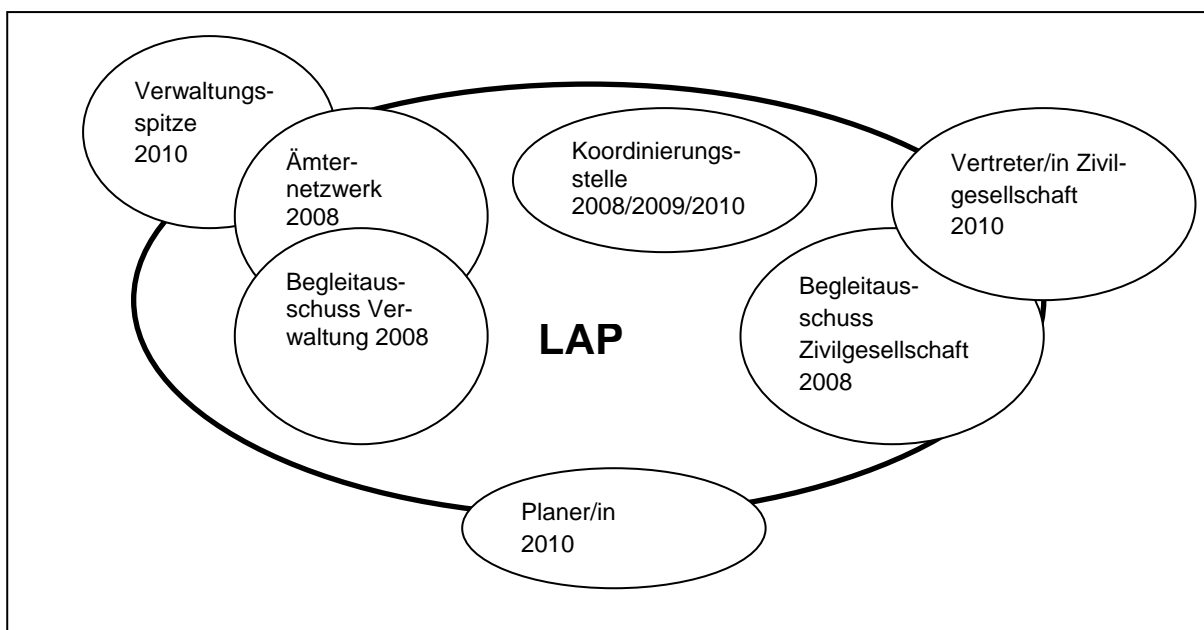 Verwaltungs-
spitze
2010
Ämter-
netzwerk
2008
Koordinierungs-
stelle
2008/2009/2010
Vertreter/in Zivil-
gesellschaft
2010
Begleitaus-
schuss Ver-
waltung 2008
LAP
Begleitaus-
schuss
Zivilgesellschaft
2008
Planer/in
2010